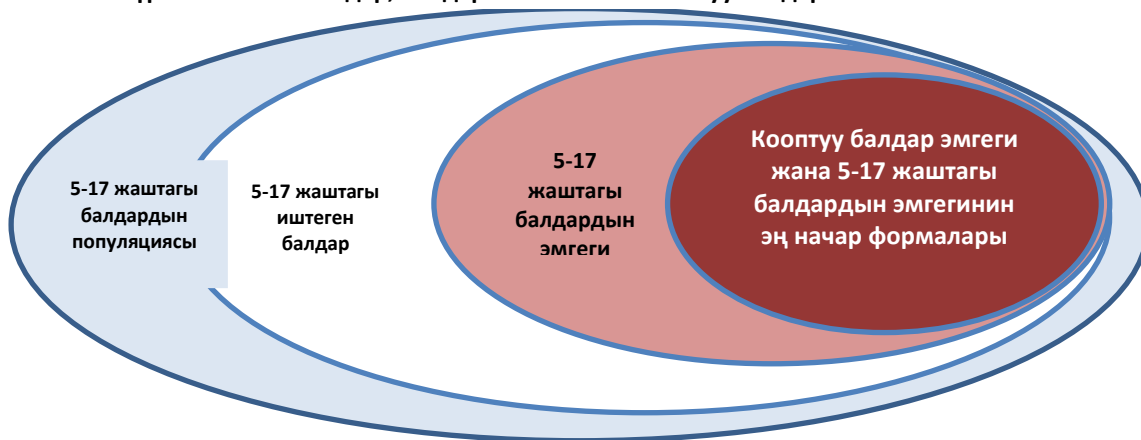 5-17 жаштагы
балдардын
популяциясы
5-17 жаштагы
иштеген
балдар
5-17
жаштагы
балдардын
эмгеги
Кооптуу балдар эмгеги
жана 5-17 жаштагы
балдардын эмгегинин
эң начар формалары